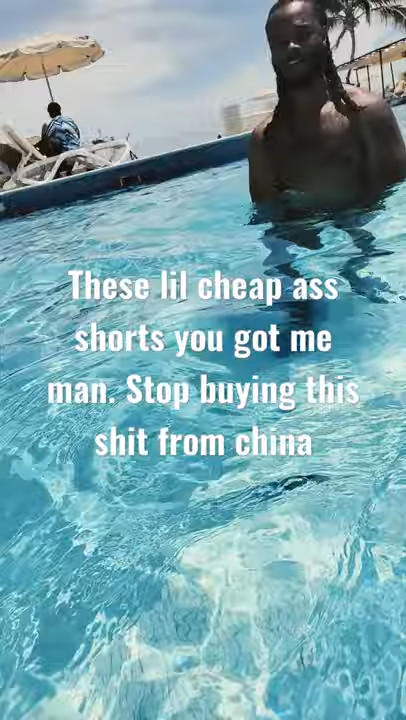 These lil cheap ass
shorts you got me
man. Stop buying this
shit from china